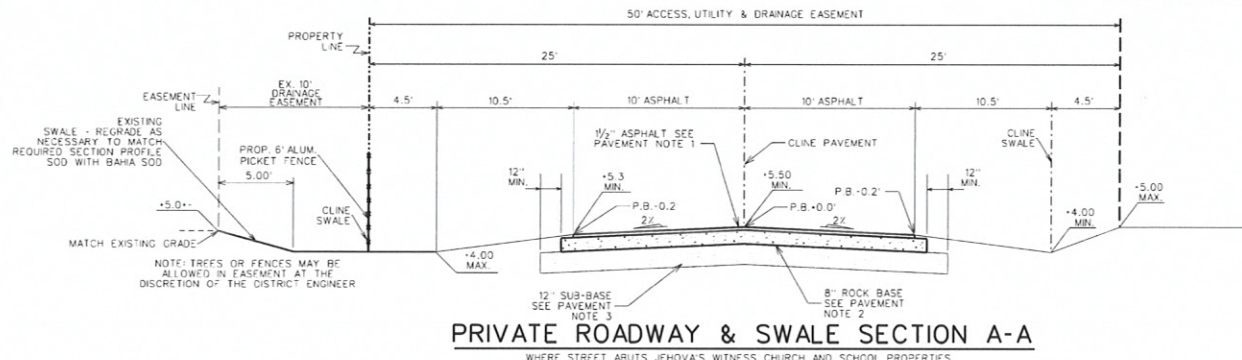 50' ACCESS, UTILITY & DRAINAGE EASEMENT
PROPERTY
LINE
25'
25'
EASEMENT
LINE
EX. 10'
DRAINAGE
EASEMENT
4.5'
10.5'
10' ASPHALT
10' ASPHALT
10.5'
4.5'
EXISTING
SWALE - REGRADE AS
NECESSARY TO MATCH
REQUIRED SECTION PROFILE
SOD WITH BAHIA SOD
PROP. 6' ALUM.
PICKET FENCE
1½" ASPHALT SEE
PAVEMENT NOTE 1
CLINE PAVEMENT
CLINE
SWALE
5.00'
12"
MIN.
+5.3
MIN.
+5.50
MIN.
12"
MIN.
P.B.-0.2
P.B.+0.0'
P.B.-0.2'
+5.00
MAX.
CLINE
SWALE
+5.0+-
2%
2%
+4.00
MIN.
MATCH EXISTING GRADE
+4.00
MAX.
NOTE: TREES OR FENCES MAY BE
ALLOWED IN EASEMENT AT THE
DISCRETION OF THE DISTRICT ENGINEER
12" SUB-BASE
SEE PAVEMENT
NOTE 3
8" ROCK BASE
SEE PAVEMENT
NOTE 2
PRIVATE ROADWAY & SWALE SECTION A-A
WHERE STREET ABUTS JEHOVA'S WITNESS CHURCH AND SCHOOL PROPERTIES